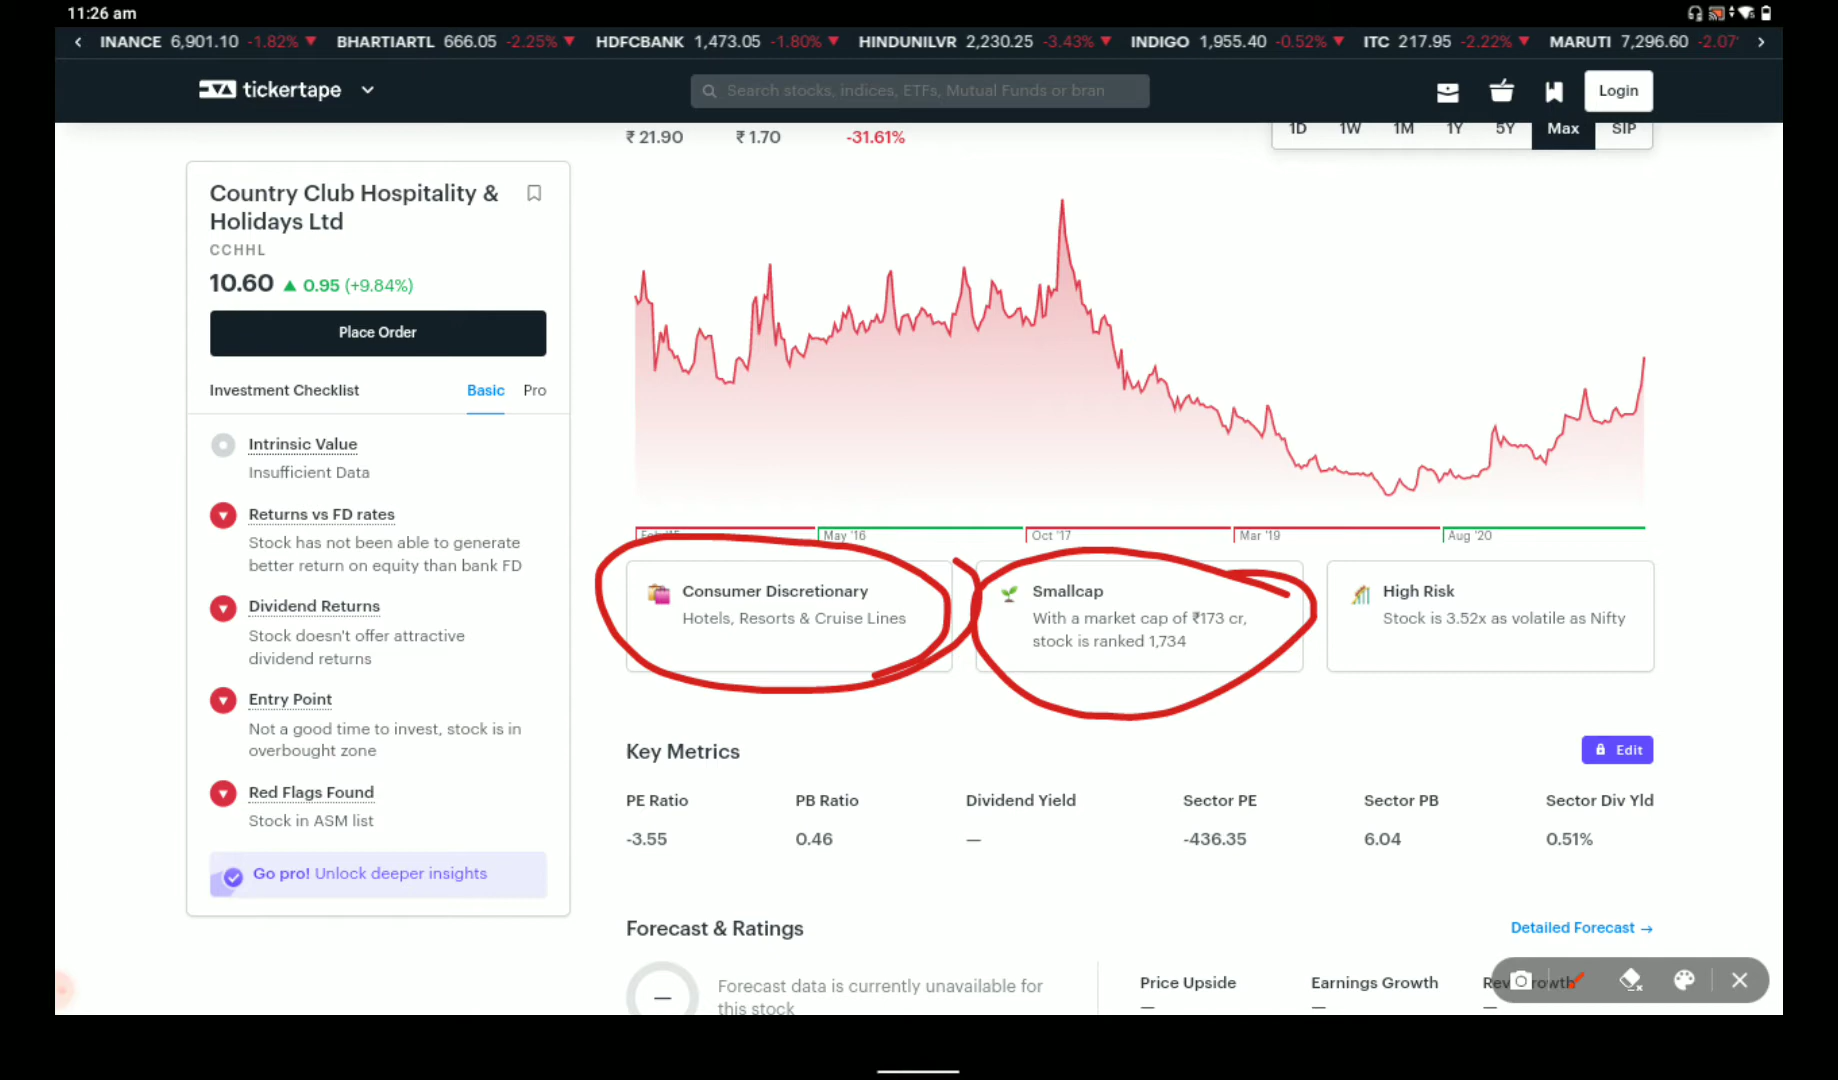 11:26 am
INANCE 6,901.10 -1.82% BHARTIARTL 666.05 -2.25% HDFCBANK 1,473.05 -1.80% HINDUNILVR 2,230.25 -3.43% INDIGO 1,955.40 -0.52% ITC 217.95 -2.22% MARUTI 7,296.60 -2.07
tickertape
Search stocks, indices, ETFs, Mutual Funds or bran
Login
₹ 21.90 ₹ 1.70 -31.61%
1D 1W 1M 1Y 5Y Max SIP
Country Club Hospitality &
Holidays Ltd
CCHHL
10.60 0.95 (+9.84%)
Place Order
Investment Checklist Basic Pro
Intrinsic Value
Insufficient Data
Returns vs FD rates
Stock has not been able to generate
better return on equity than bank FD
Dividend Returns
Stock doesn't offer attractive
dividend returns
Entry Point
Not a good time to invest, stock is in
overbought zone
Red Flags Found
Stock in ASM list
Go pro! Unlock deeper insights
May '16 Oct '17 Mar '19 Aug '20
Consumer Discretionary
Hotels, Resorts & Cruise Lines
Smallcap
With a market cap of ₹173 cr,
stock is ranked 1,734
High Risk
Stock is 3.52x as volatile as Nifty
Key Metrics
Edit
PE Ratio PB Ratio Dividend Yield Sector PE Sector PB Sector Div Yld
-3.55 0.46 — -436.35 6.04 0.51%
Forecast & Ratings
Detailed Forecast →
— Forecast data is currently unavailable for
this stock
Price Upside Earnings Growth
— — —